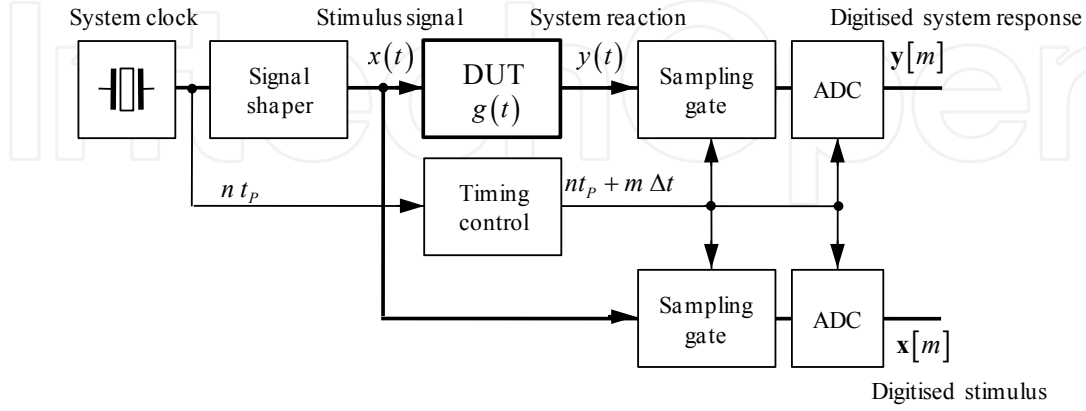 System clock
Stimulus signal
System reaction
Digitised system response
Signal
shaper
x(t)
DUT
g(t)
y(t)
Sampling
gate
ADC
y[m]
n t_P
Timing
control
nt_P + m Δt
Sampling
gate
ADC
x[m]
Digitised stimulus